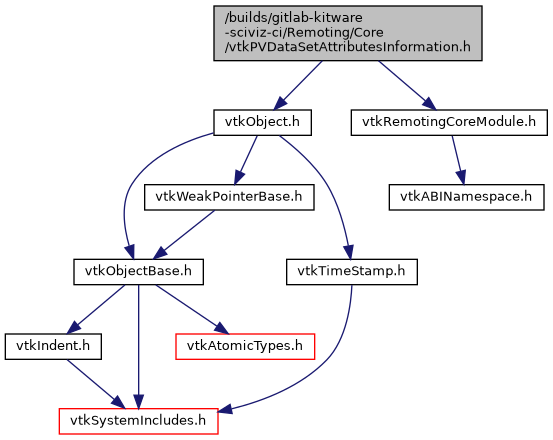 /builds/gitlab-kitware
-sciviz-ci/Remoting/Core
/vtkPVDataSetAttributesInformation.h
vtkObject.h
vtkRemotingCoreModule.h
vtkWeakPointerBase.h
vtkABINamespace.h
vtkObjectBase.h
vtkTimeStamp.h
vtkIndent.h
vtkAtomicTypes.h
vtkSystemIncludes.h